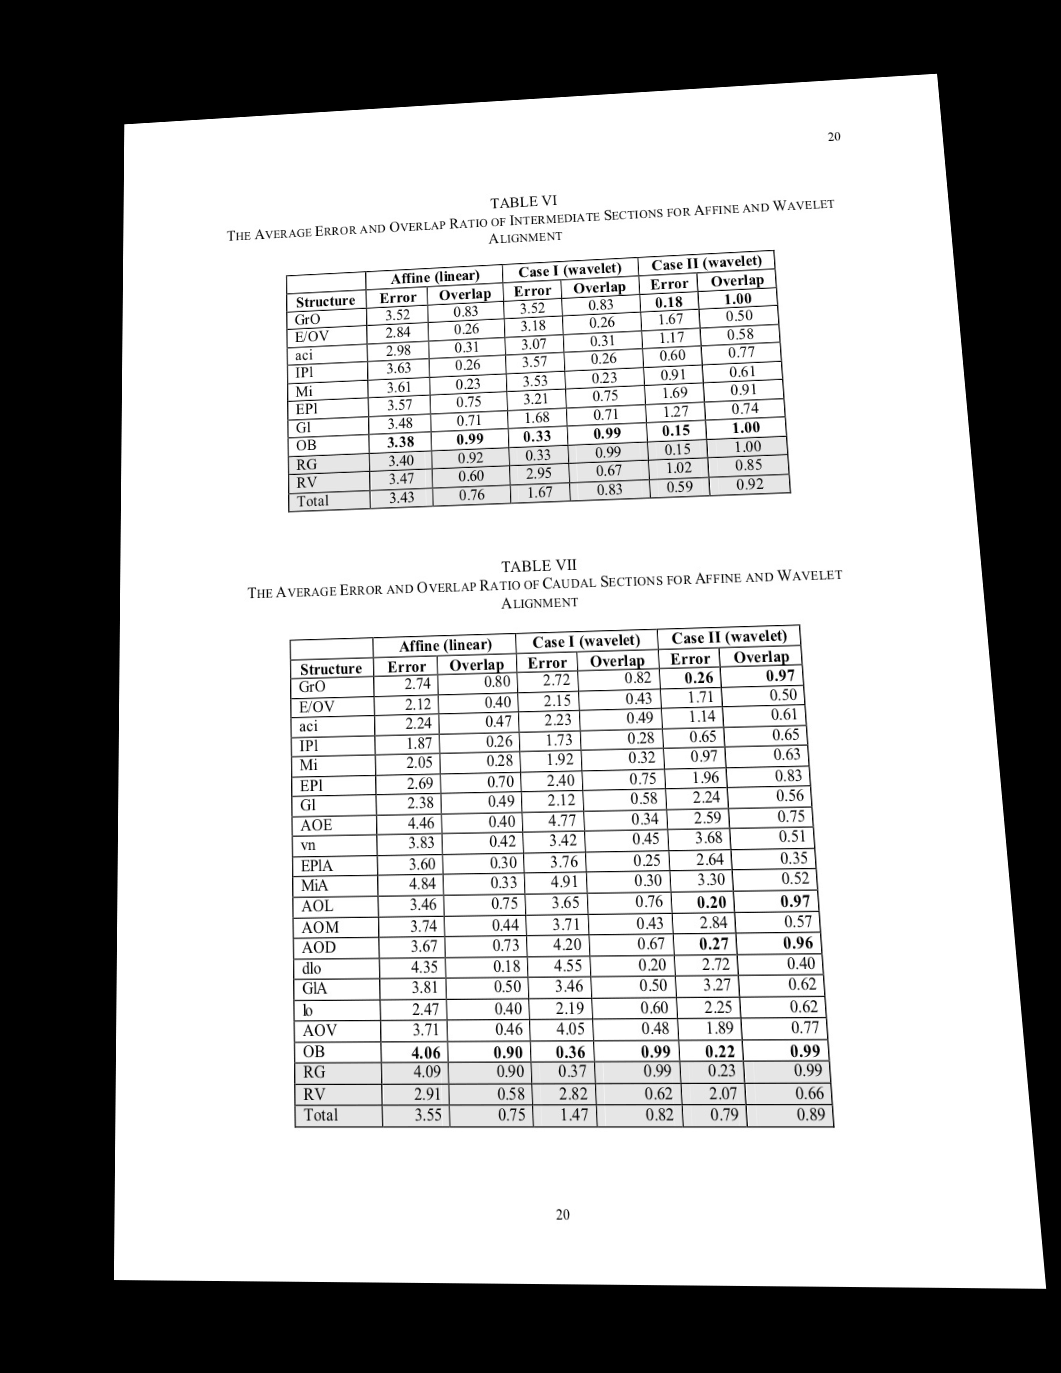 20
TABLE VI
THE AVERAGE ERROR AND OVERLAP RATIO OF INTERMEDIATE SECTIONS FOR AFFINE AND WAVELET
ALIGNMENT
Affine (linear) Case I (wavelet) Case II (wavelet)
Structure Error Overlap Error Overlap Error Overlap
GrO 3.52 0.83 3.52 0.83 0.18 1.00
E/OV 2.84 0.26 3.18 0.26 1.67 0.50
aci 2.98 0.31 3.07 0.31 1.17 0.58
IPl 3.63 0.26 3.57 0.26 0.60 0.77
Mi 3.61 0.23 3.53 0.23 0.91 0.61
EPl 3.57 0.75 3.21 0.75 1.69 0.91
Gl 3.48 0.71 1.68 0.71 1.27 0.74
OB 3.38 0.99 0.33 0.99 0.15 1.00
RG 3.40 0.92 0.33 0.99 0.15 1.00
RV 3.47 0.60 2.95 0.67 1.02 0.85
Total 3.43 0.76 1.67 0.83 0.59 0.92
TABLE VII
THE AVERAGE ERROR AND OVERLAP RATIO OF CAUDAL SECTIONS FOR AFFINE AND WAVELET
ALIGNMENT
Affine (linear) Case I (wavelet) Case II (wavelet)
Structure Error Overlap Error Overlap Error Overlap
GrO 2.74 0.80 2.72 0.82 0.26 0.97
E/OV 2.12 0.40 2.15 0.43 1.71 0.50
aci 2.24 0.47 2.23 0.49 1.14 0.61
IPl 1.87 0.26 1.73 0.28 0.65 0.65
Mi 2.05 0.28 1.92 0.32 0.97 0.63
EPl 2.69 0.70 2.40 0.75 1.96 0.83
Gl 2.38 0.49 2.12 0.58 2.24 0.56
AOE 4.46 0.40 4.77 0.34 2.59 0.75
vn 3.83 0.42 3.42 0.45 3.68 0.51
EPlA 3.60 0.30 3.76 0.25 2.64 0.35
MiA 4.84 0.33 4.91 0.30 3.30 0.52
AOL 3.46 0.75 3.65 0.76 0.20 0.97
AOM 3.74 0.44 3.71 0.43 2.84 0.57
AOD 3.67 0.73 4.20 0.67 0.27 0.96
dlo 4.35 0.18 4.55 0.20 2.72 0.40
GlA 3.81 0.50 3.46 0.50 3.27 0.62
lo 2.47 0.40 2.19 0.60 2.25 0.62
AOV 3.71 0.46 4.05 0.48 1.89 0.77
OB 4.06 0.90 0.36 0.99 0.22 0.99
RG 4.09 0.90 0.37 0.99 0.23 0.99
RV 2.91 0.58 2.82 0.62 2.07 0.66
Total 3.55 0.75 1.47 0.82 0.79 0.89
20